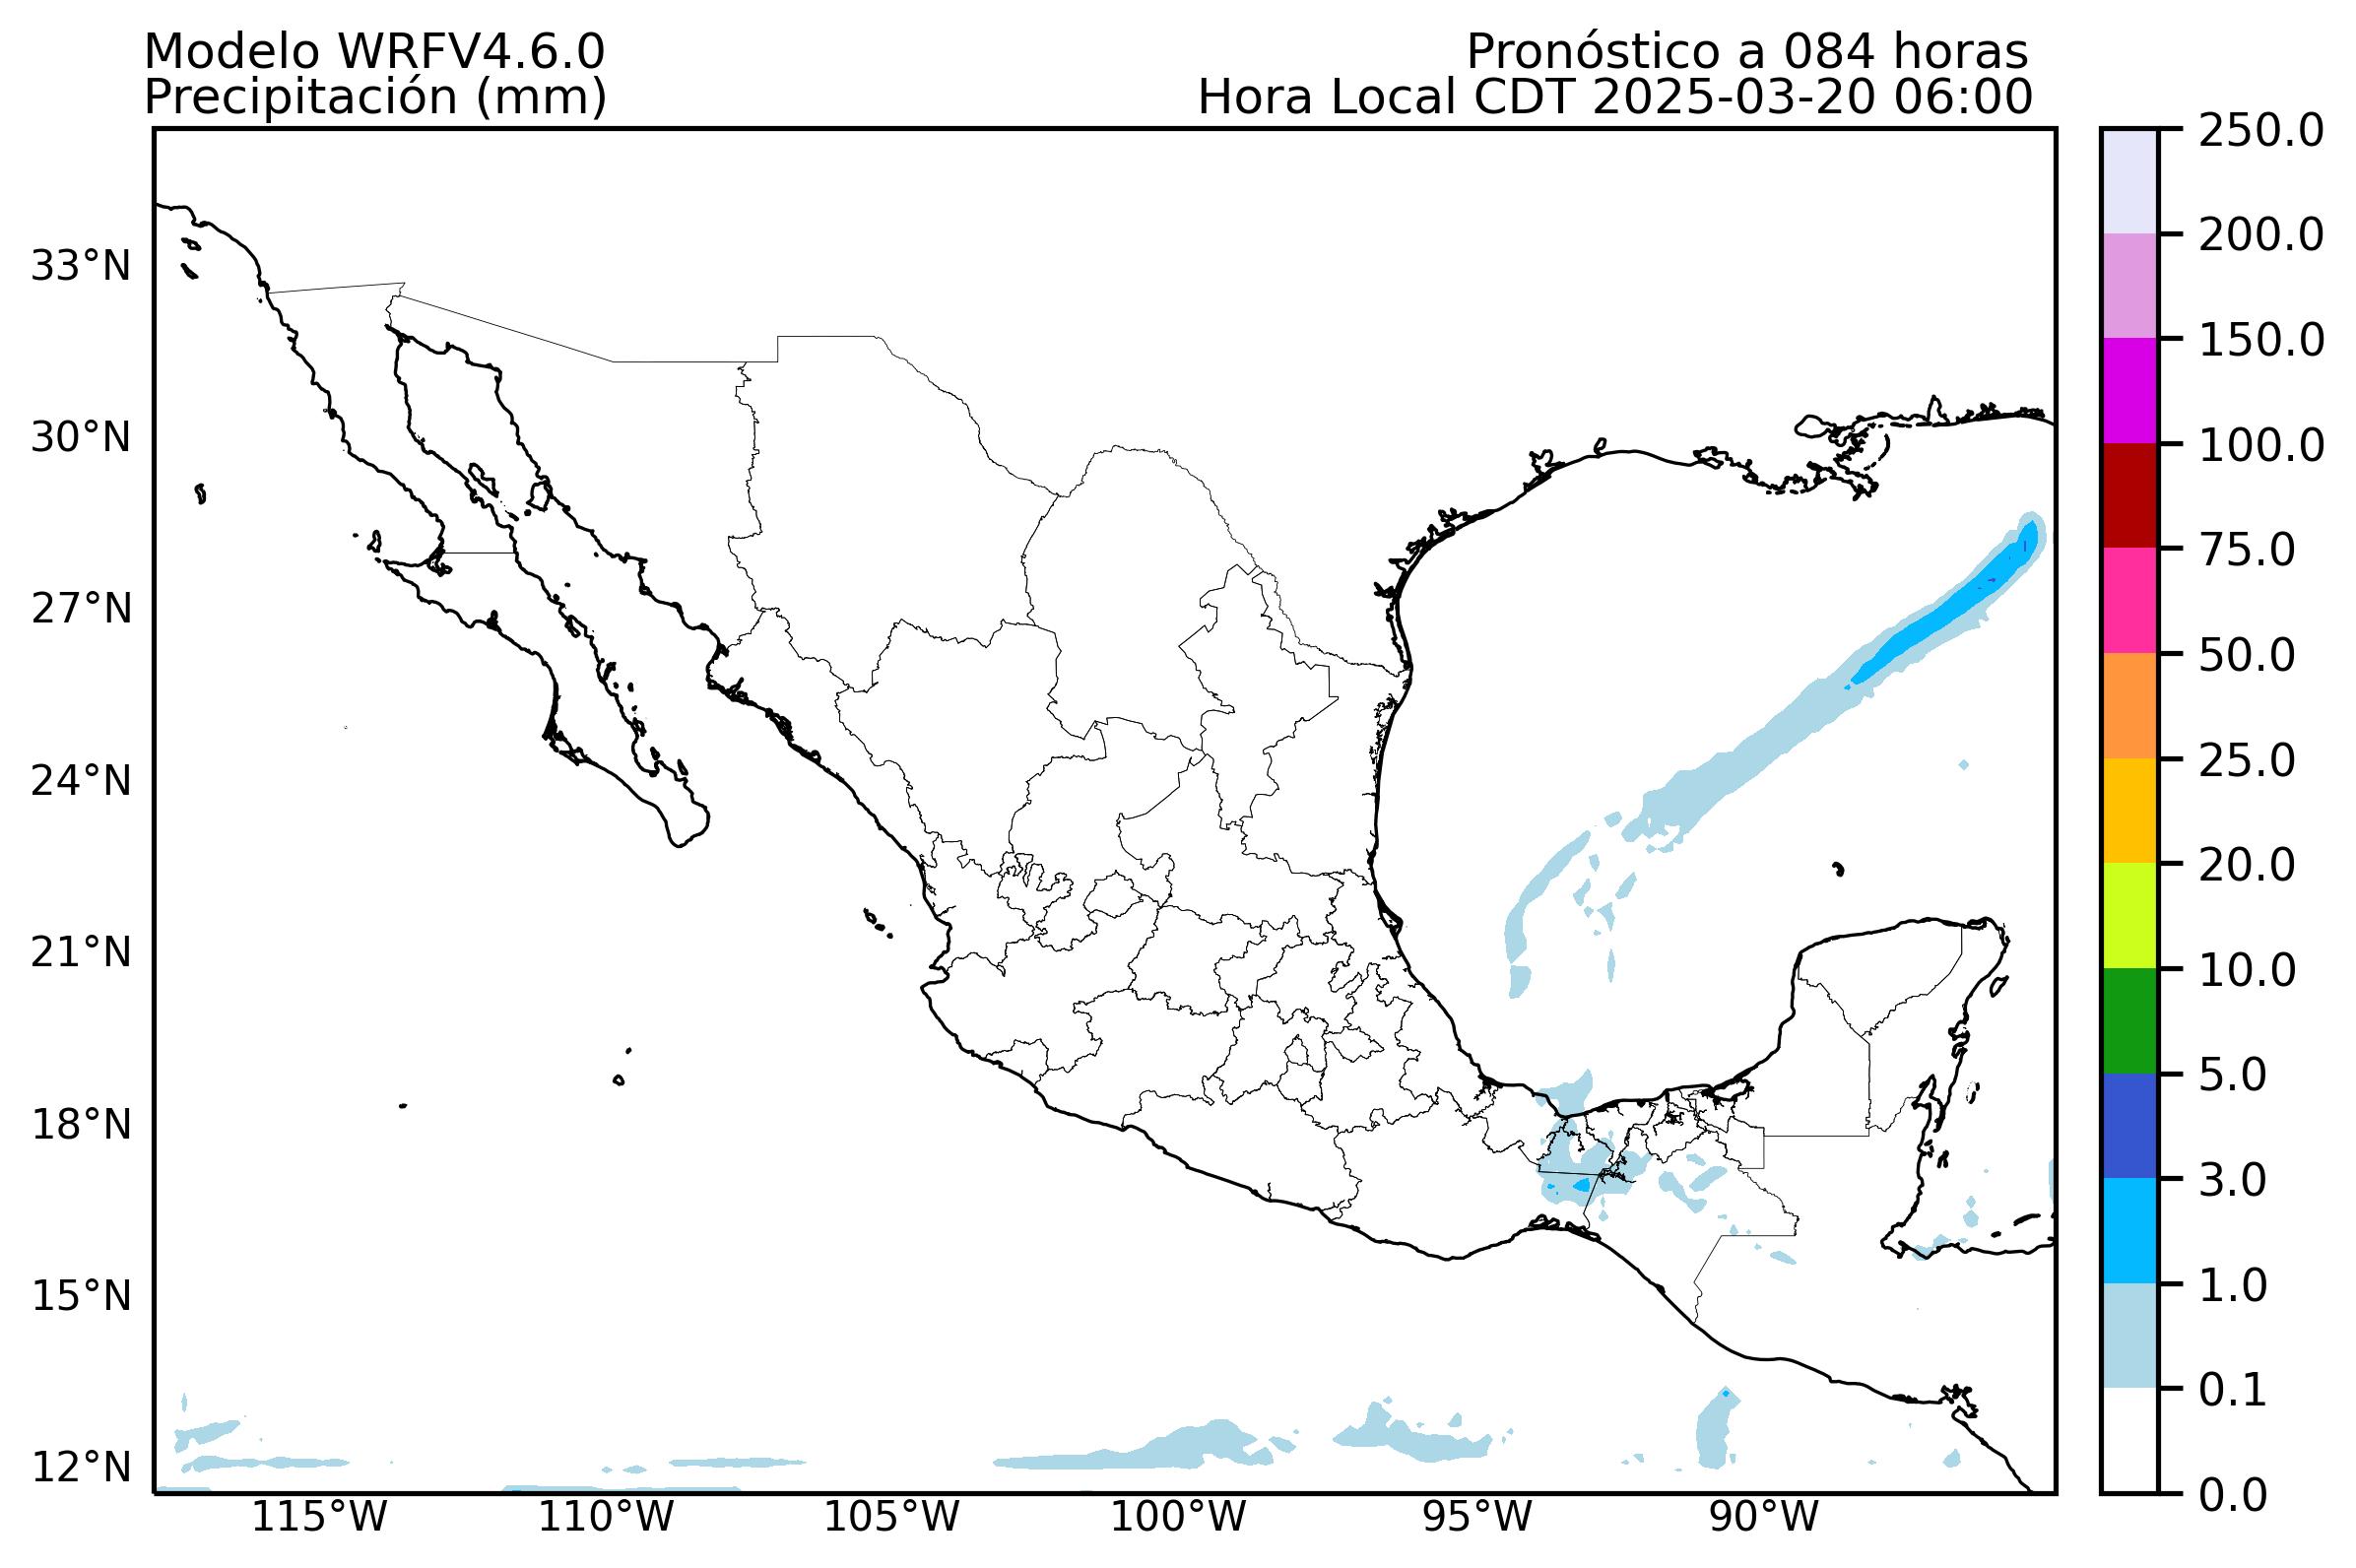 Modelo WRFV4.6.0
Precipitación (mm)
Pronóstico a 084 horas
Hora Local CDT 2025-03-20 06:00
33°N
30°N
27°N
24°N
21°N
18°N
15°N
12°N
115°W
110°W
105°W
100°W
95°W
90°W
250.0
200.0
150.0
100.0
75.0
50.0
25.0
20.0
10.0
5.0
3.0
1.0
0.1
0.0